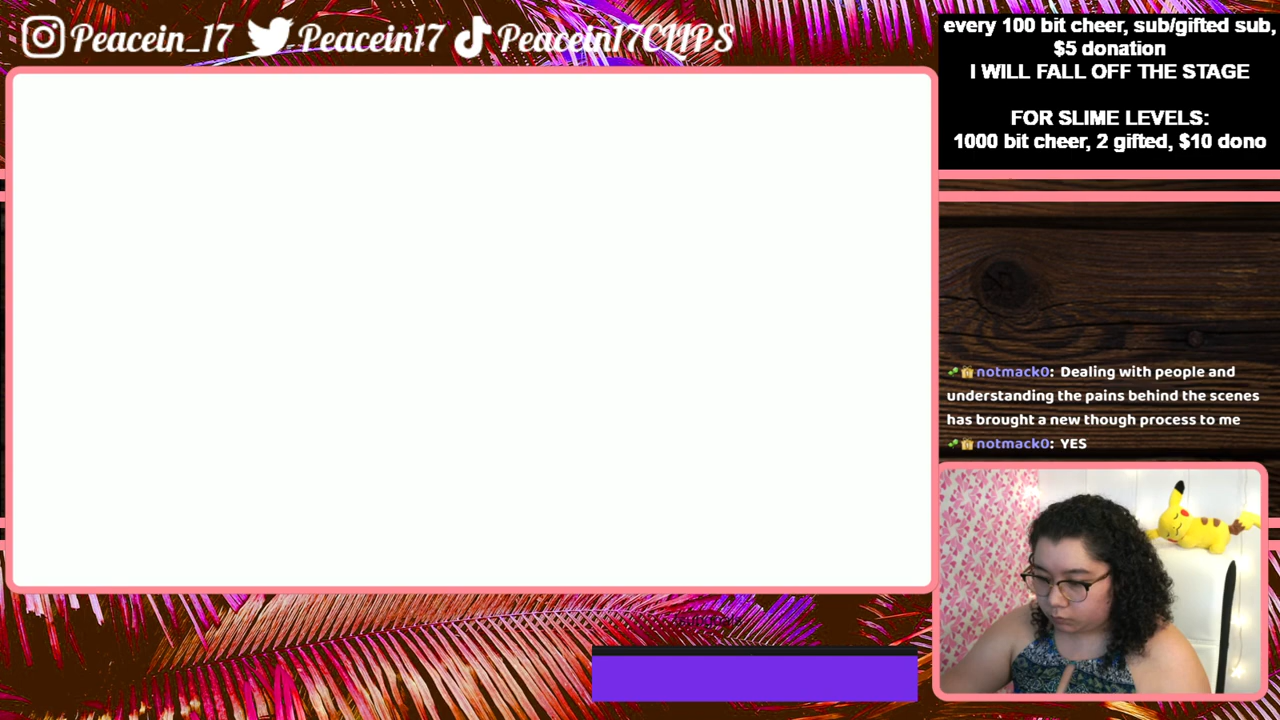 Peacein_17 Peacein17 Peacein17ClIPS
every 100 bit cheer, sub/gifted sub,
$5 donation
I WILL FALL OFF THE STAGE
FOR SLIME LEVELS:
1000 bit cheer, 2 gifted, $10 dono
notmack0: Dealing with people and
understanding the pains behind the scenes
has brought a new though process to me
notmack0: YES